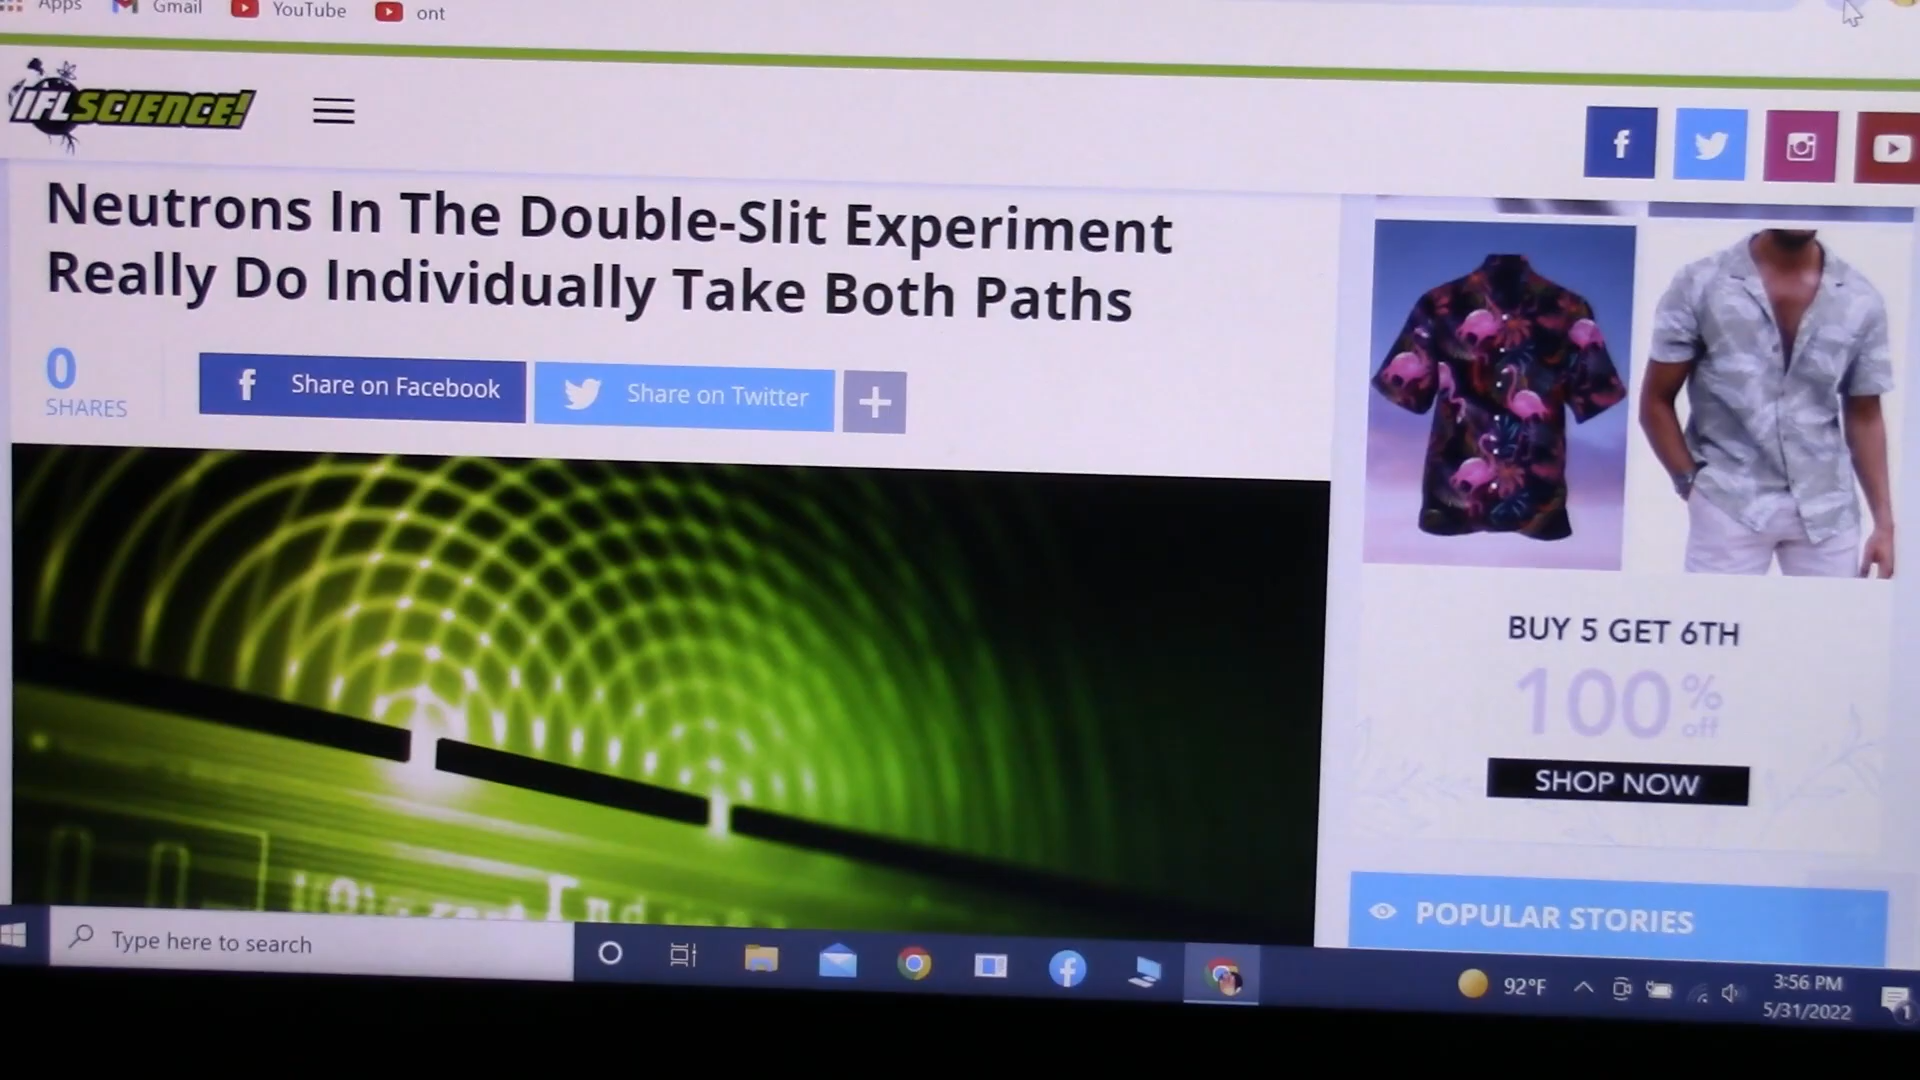 Apps Gmail YouTube ont
IFLSCIENCE!
Neutrons In The Double-Slit Experiment
Really Do Individually Take Both Paths
0
SHARES
Share on Facebook
Share on Twitter
BUY 5 GET 6TH
100% off
SHOP NOW
POPULAR STORIES
Type here to search
92°F
3:56 PM
5/31/2022
1